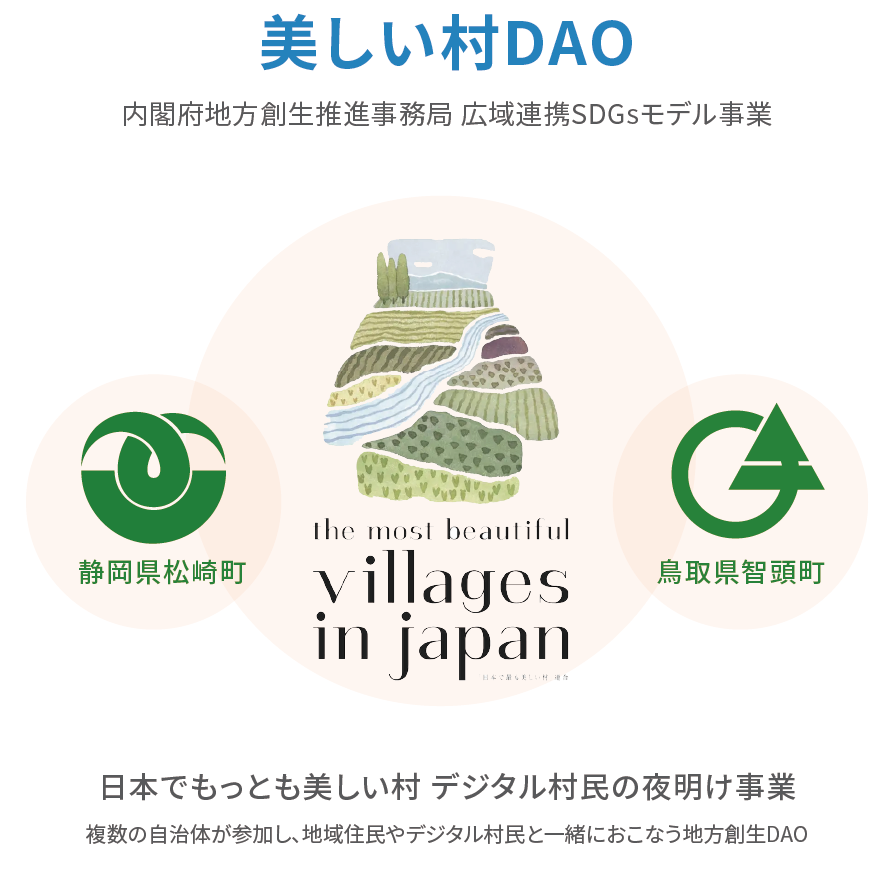 美しい村DAO
内閣府地方創生推進事務局 広域連携SDGsモデル事業
the most beautiful
villages
in japan
日本で最も美しい村 連合
静岡県松崎町
鳥取県智頭町
日本でもっとも美しい村 デジタル村民の夜明け事業
複数の自治体が参加し、地域住民やデジタル村民と一緒におこなう地方創生DAO